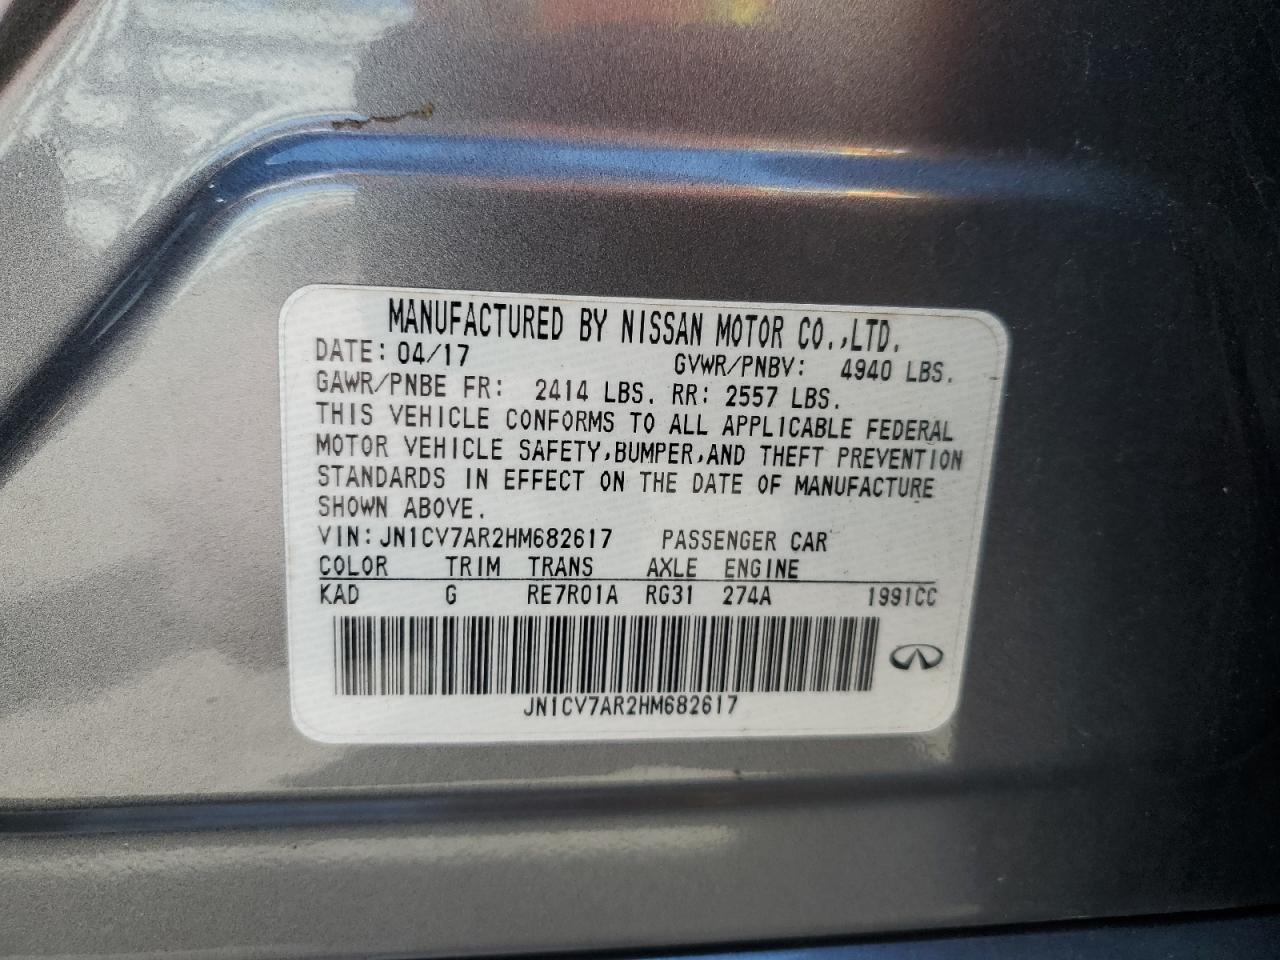 MANUFACTURED BY NISSAN MOTOR CO.,LTD.
DATE: 04/17 GVWR/PNBV: 4940 LBS.
GAWR/PNBE FR: 2414 LBS. RR: 2557 LBS.
THIS VEHICLE CONFORMS TO ALL APPLICABLE FEDERAL
MOTOR VEHICLE SAFETY,BUMPER,AND THEFT PREVENTION
STANDARDS IN EFFECT ON THE DATE OF MANUFACTURE
SHOWN ABOVE.
VIN:JN1CV7AR2HM682617 PASSENGER CAR
COLOR TRIM TRANS AXLE ENGINE
KAD G RE7R01A RG31 274A 1991CC
JN1CV7AR2HM682617